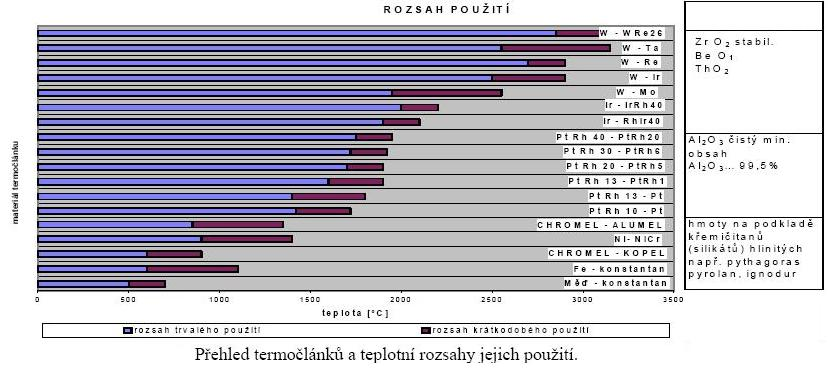 ROZSAH POUŽITÍ
W - WRe26
W - Ta
W - Re
W - Ir
W - Mo
Ir - IrRh40
Ir - RhIr40
PtRh 40 - PtRh20
PtRh 30 - PtRh6
PtRh 20 - PtRh5
PtRh 13 - PtRh1
PtRh 13 - Pt
PtRh 10 - Pt
CHROMEL - ALUMEL
Ni- NiCr
CHROMEL - KOPEL
Fe - konstantan
Měď - konstantan
materiál termočlánku
0 500 1000 1500 2000 2500 3000 3500
teplota [°C]
rozsah trvalého použití rozsah krátkodobého použití
ZrO₂ stabil.
BeO₁
ThO₂
Al₂O₃ čistý min.
obsah
Al₂O₃... 99,5%
hmoty na podkladě
křemičitanů
(silikátů) hlinitých
např. pythagoras
pyrolan, ignodur
Přehled termočlánků a teplotní rozsahy jejich použití.